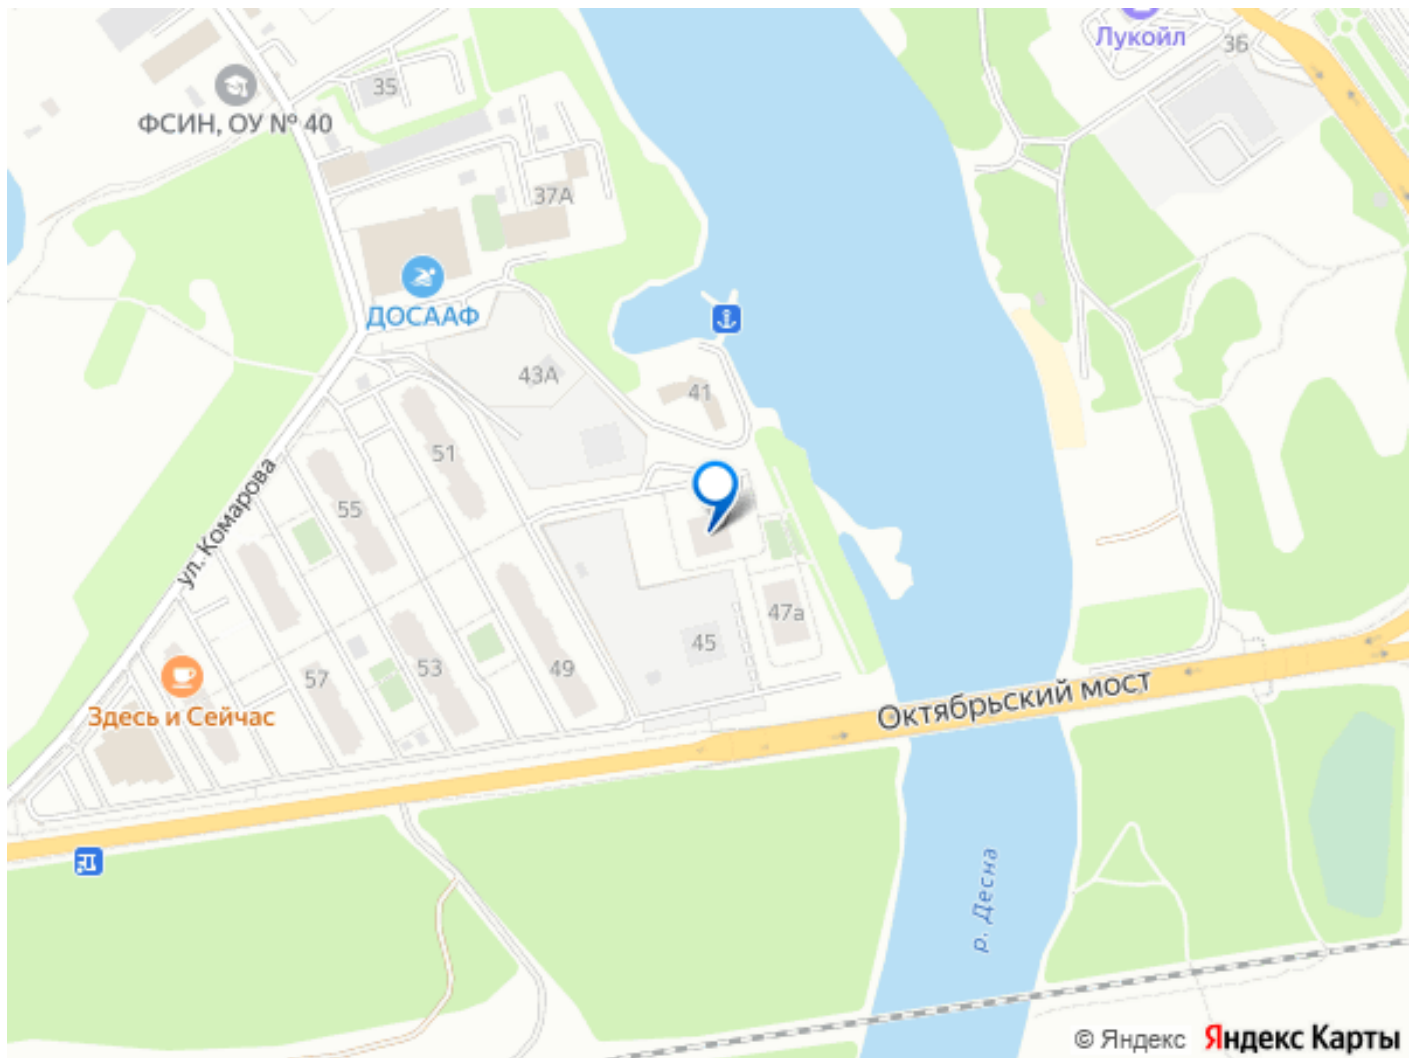 Лукойл
36
35
ФСИН, ОУ № 40
37А
ДОСААФ
43А
41
51
ул. Комарова
55
47а
45
53
49
57
Здесь и Сейчас
Октябрьский мост
р. Десна
© Яндекс Яндекс Карты